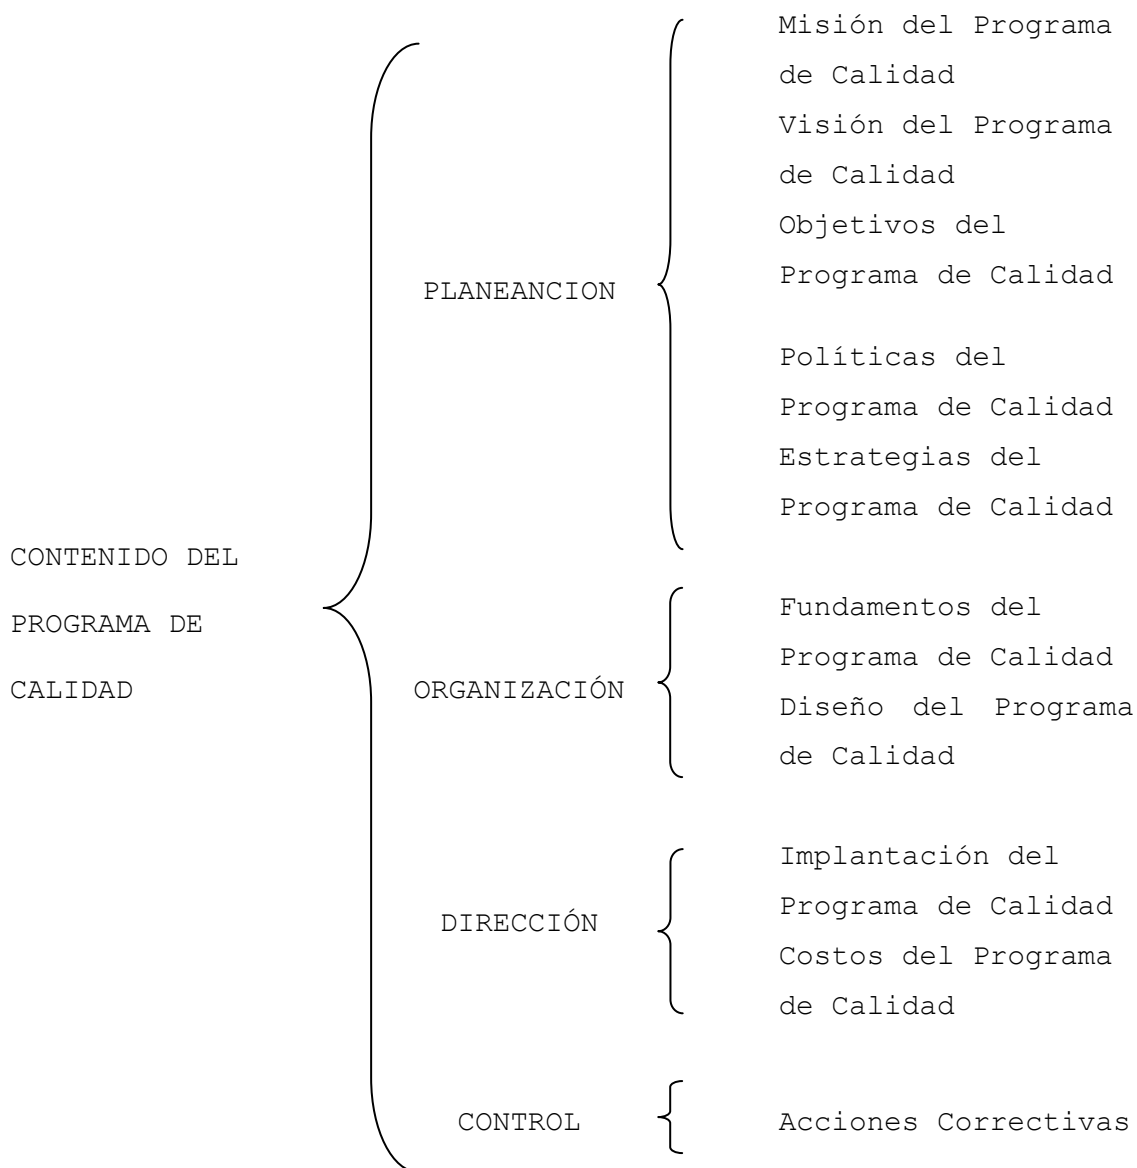 CONTENIDO DEL
PROGRAMA DE
CALIDAD
PLANEANCION
Misión del Programa
de Calidad
Visión del Programa
de Calidad
Objetivos del
Programa de Calidad
Políticas del
Programa de Calidad
Estrategias del
Programa de Calidad
ORGANIZACIÓN
Fundamentos del
Programa de Calidad
Diseño del Programa
de Calidad
DIRECCIÓN
Implantación del
Programa de Calidad
Costos del Programa
de Calidad
CONTROL
Acciones Correctivas